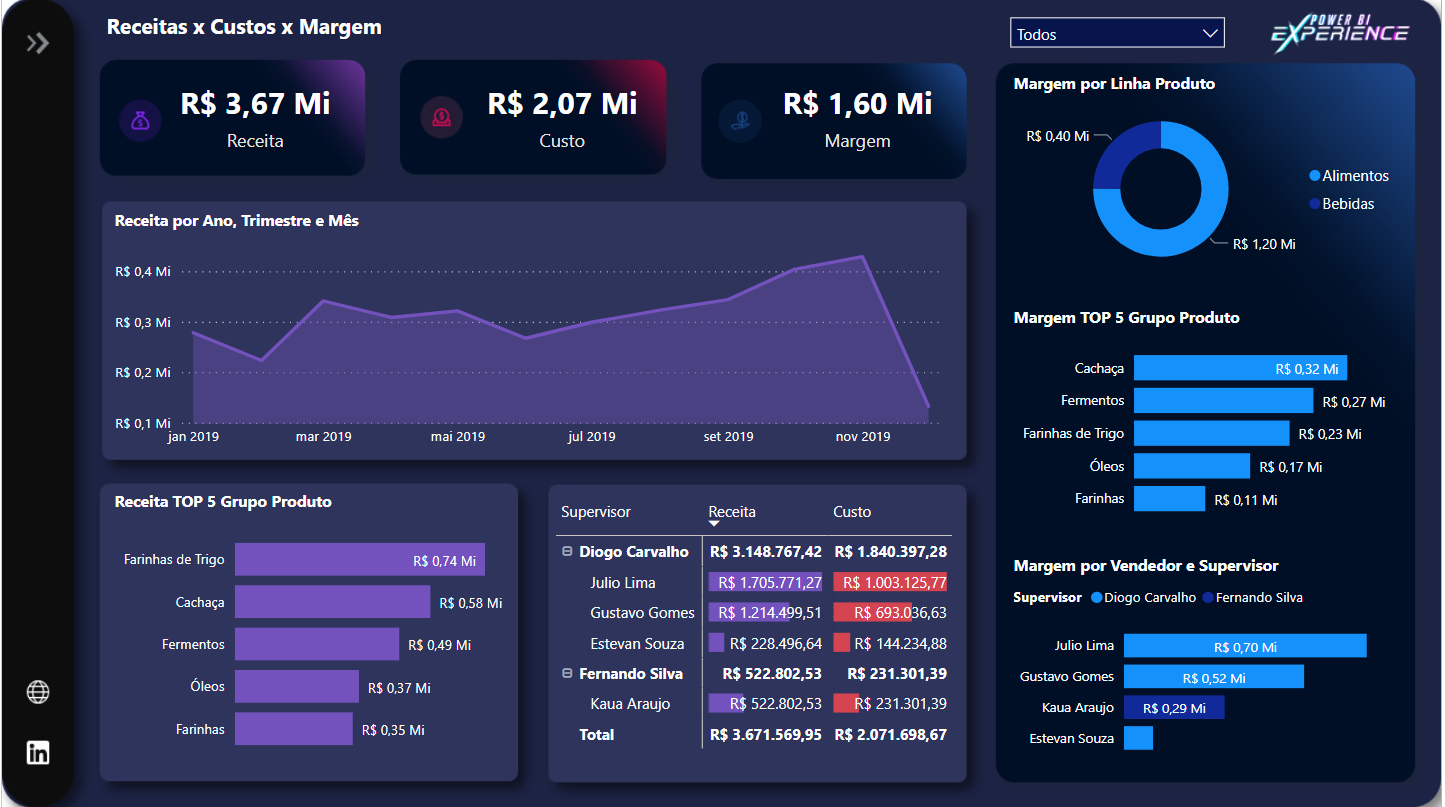 Receitas x Custos x Margem
Todos
POWER BI
EXPERIENCE
R$ 3,67 Mi
Receita
R$ 2,07 Mi
Custo
R$ 1,60 Mi
Margem
Receita por Ano, Trimestre e Mês
R$ 0,4 Mi
R$ 0,3 Mi
R$ 0,2 Mi
R$ 0,1 Mi
jan 2019 mar 2019 mai 2019 jul 2019 set 2019 nov 2019
Receita TOP 5 Grupo Produto
Farinhas de Trigo R$ 0,74 Mi
Cachaça R$ 0,58 Mi
Fermentos R$ 0,49 Mi
Óleos R$ 0,37 Mi
Farinhas R$ 0,35 Mi
Supervisor Receita Custo
Diogo Carvalho R$ 3.148.767,42 R$ 1.840.397,28
Julio Lima R$ 1.705.771,27 R$ 1.003.125,77
Gustavo Gomes R$ 1.214.499,51 R$ 693.036,63
Estevan Souza R$ 228.496,64 R$ 144.234,88
Fernando Silva R$ 522.802,53 R$ 231.301,39
Kaua Araujo R$ 522.802,53 R$ 231.301,39
Total R$ 3.671.569,95 R$ 2.071.698,67
Margem por Linha Produto
R$ 0,40 Mi
Alimentos
Bebidas
R$ 1,20 Mi
Margem TOP 5 Grupo Produto
Cachaça R$ 0,32 Mi
Fermentos R$ 0,27 Mi
Farinhas de Trigo R$ 0,23 Mi
Óleos R$ 0,17 Mi
Farinhas R$ 0,11 Mi
Margem por Vendedor e Supervisor
Supervisor Diogo Carvalho Fernando Silva
Julio Lima R$ 0,70 Mi
Gustavo Gomes R$ 0,52 Mi
Kaua Araujo R$ 0,29 Mi
Estevan Souza
in